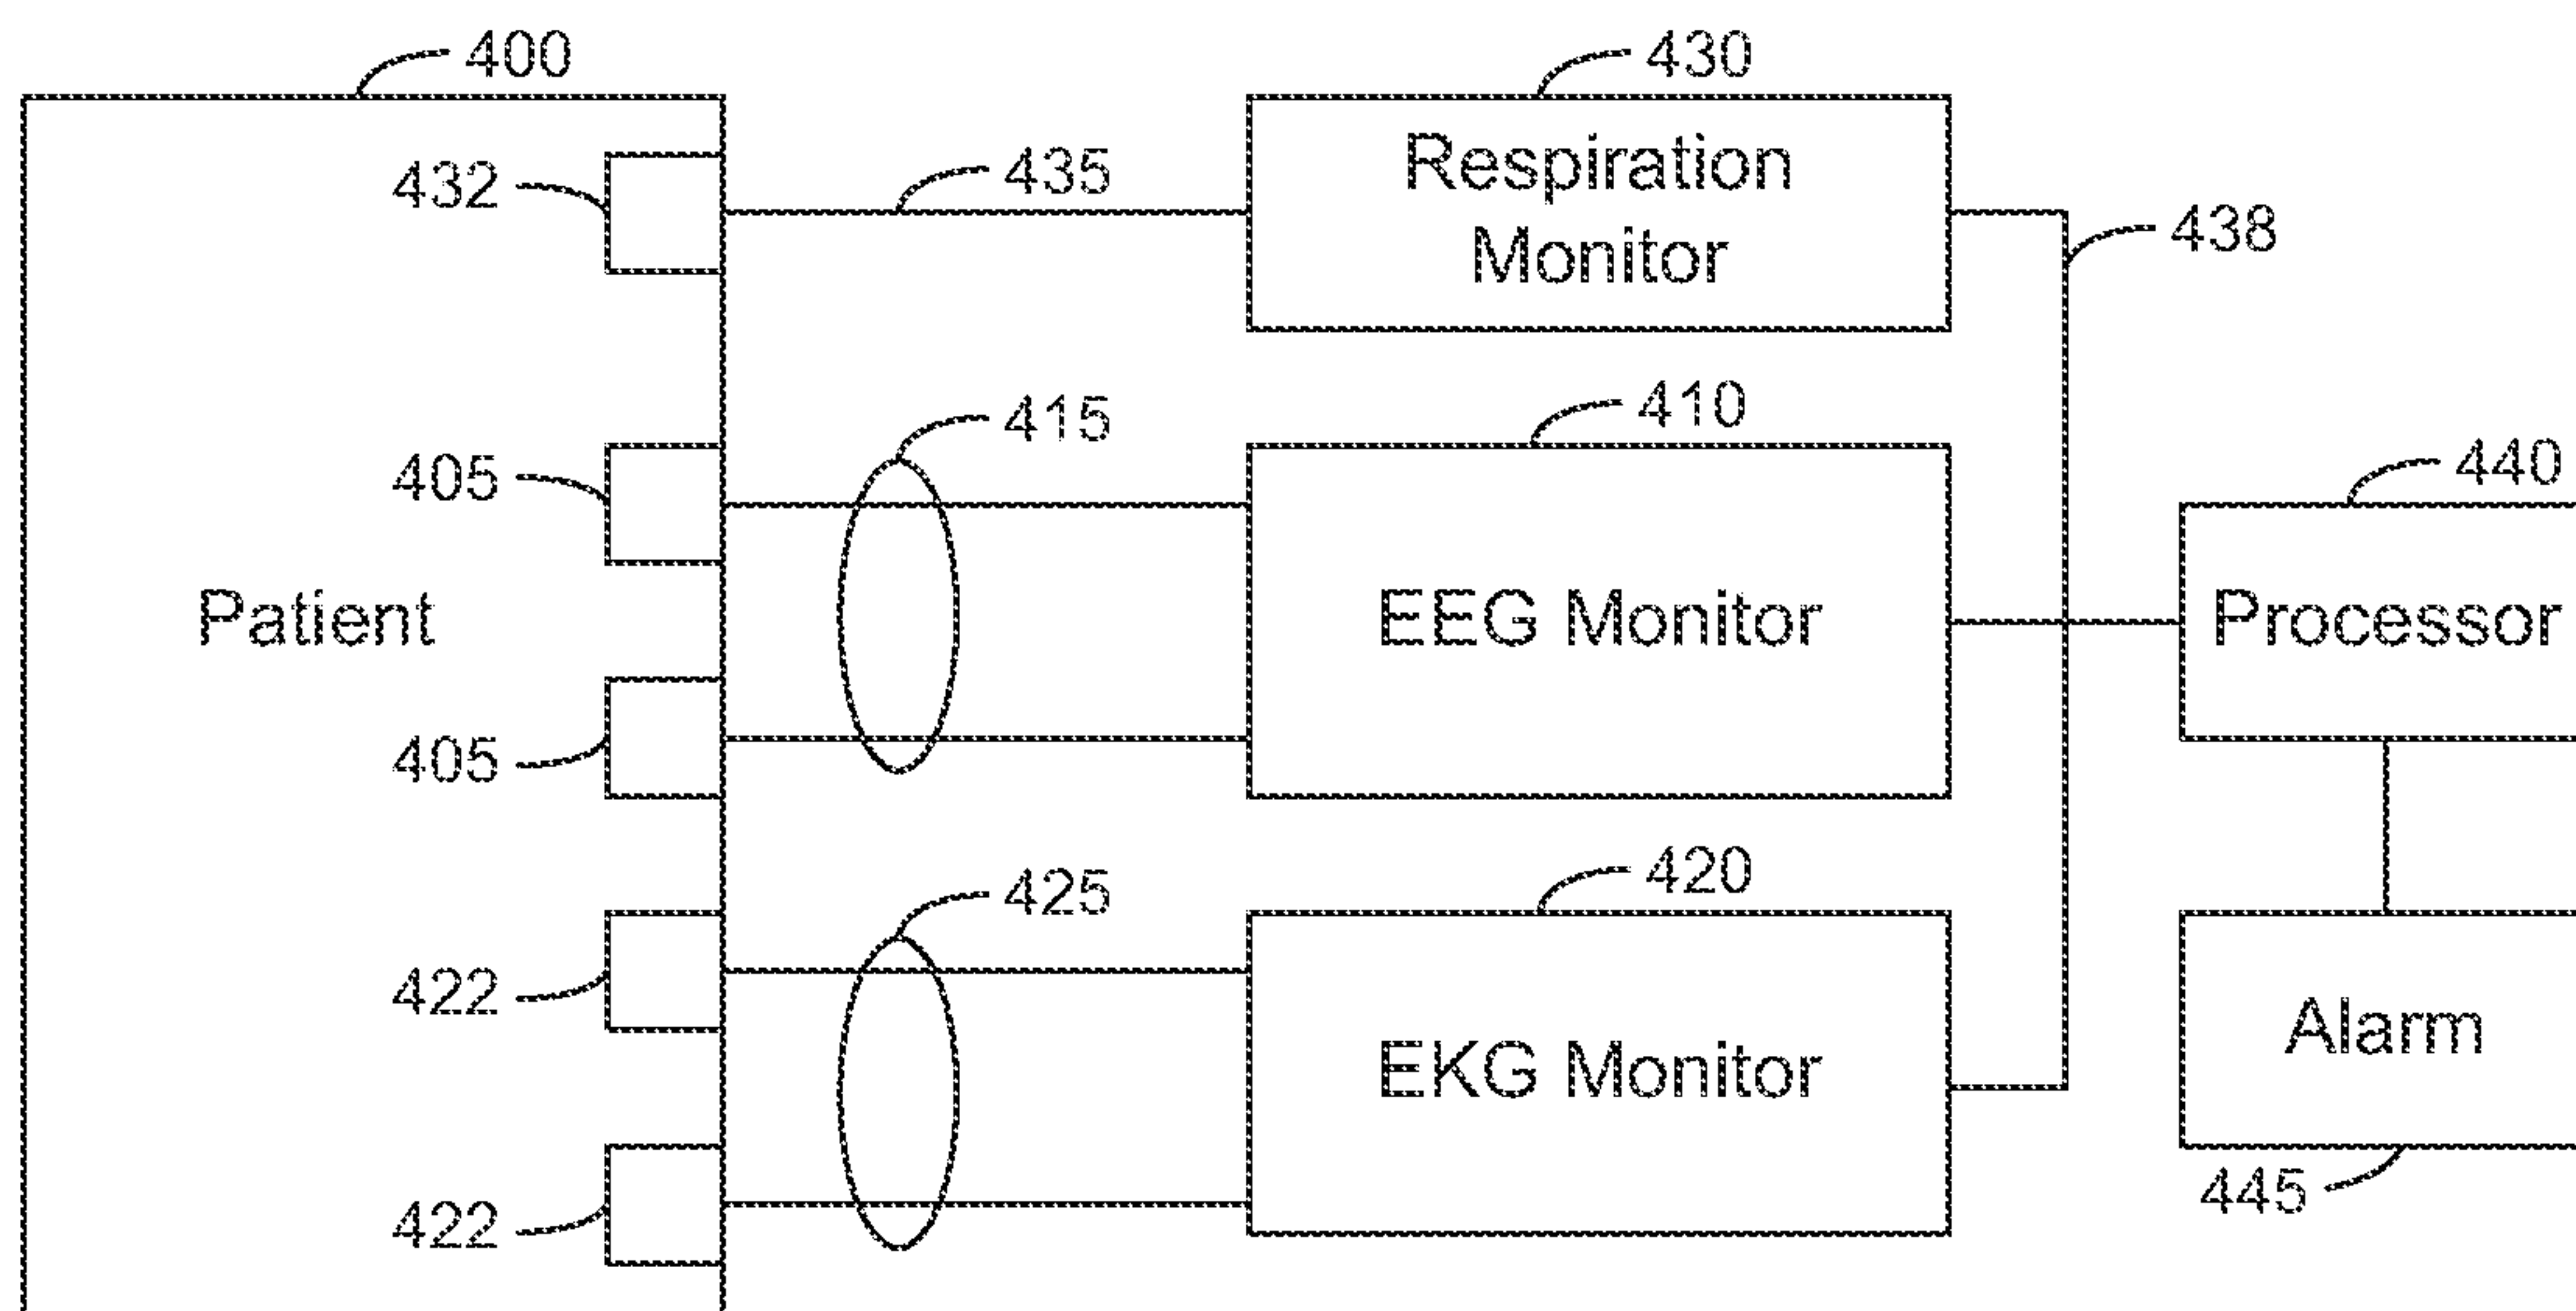 400
430
432
435
Respiration
Monitor
438
405
415
410
440
Patient
EEG Monitor
Processor
405
425
420
422
EKG Monitor
Alarm
422
445